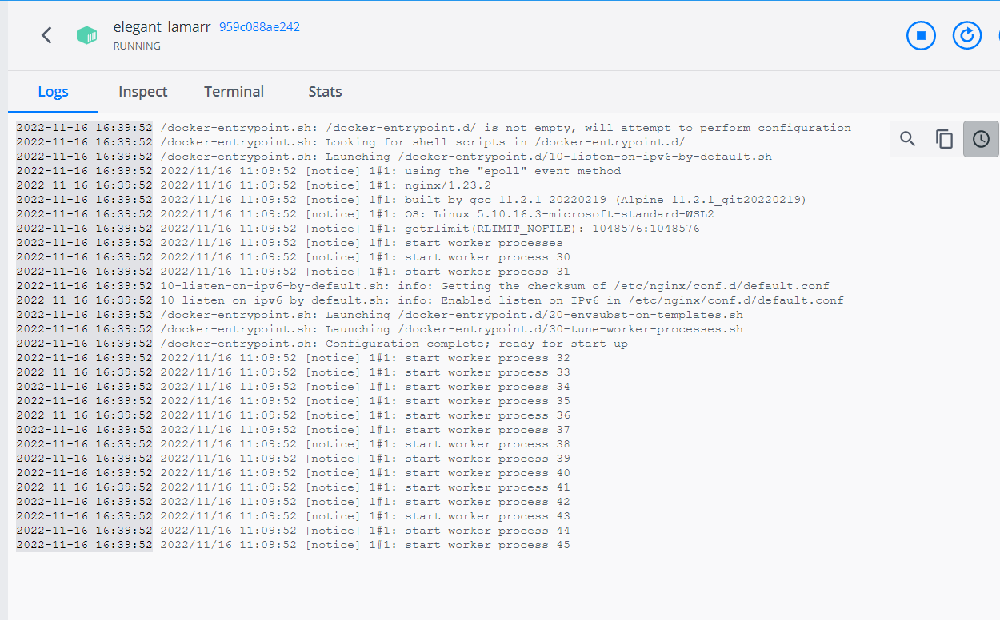 elegant_lamarr 959c088ae242
RUNNING
Logs Inspect Terminal Stats
2022-11-16 16:39:52 /docker-entrypoint.sh: /docker-entrypoint.d/ is not empty, will attempt to perform configuration
2022-11-16 16:39:52 /docker-entrypoint.sh: Looking for shell scripts in /docker-entrypoint.d/
2022-11-16 16:39:52 /docker-entrypoint.sh: Launching /docker-entrypoint.d/10-listen-on-ipv6-by-default.sh
2022-11-16 16:39:52 2022/11/16 11:09:52 [notice] 1#1: using the "epoll" event method
2022-11-16 16:39:52 2022/11/16 11:09:52 [notice] 1#1: nginx/1.23.2
2022-11-16 16:39:52 2022/11/16 11:09:52 [notice] 1#1: built by gcc 11.2.1 20220219 (Alpine 11.2.1_git20220219)
2022-11-16 16:39:52 2022/11/16 11:09:52 [notice] 1#1: OS: Linux 5.10.16.3-microsoft-standard-WSL2
2022-11-16 16:39:52 2022/11/16 11:09:52 [notice] 1#1: getrlimit(RLIMIT_NOFILE): 1048576:1048576
2022-11-16 16:39:52 2022/11/16 11:09:52 [notice] 1#1: start worker processes
2022-11-16 16:39:52 2022/11/16 11:09:52 [notice] 1#1: start worker process 30
2022-11-16 16:39:52 2022/11/16 11:09:52 [notice] 1#1: start worker process 31
2022-11-16 16:39:52 10-listen-on-ipv6-by-default.sh: info: Getting the checksum of /etc/nginx/conf.d/default.conf
2022-11-16 16:39:52 10-listen-on-ipv6-by-default.sh: info: Enabled listen on IPv6 in /etc/nginx/conf.d/default.conf
2022-11-16 16:39:52 /docker-entrypoint.sh: Launching /docker-entrypoint.d/20-envsubst-on-templates.sh
2022-11-16 16:39:52 /docker-entrypoint.sh: Launching /docker-entrypoint.d/30-tune-worker-processes.sh
2022-11-16 16:39:52 /docker-entrypoint.sh: Configuration complete; ready for start up
2022-11-16 16:39:52 2022/11/16 11:09:52 [notice] 1#1: start worker process 32
2022-11-16 16:39:52 2022/11/16 11:09:52 [notice] 1#1: start worker process 33
2022-11-16 16:39:52 2022/11/16 11:09:52 [notice] 1#1: start worker process 34
2022-11-16 16:39:52 2022/11/16 11:09:52 [notice] 1#1: start worker process 35
2022-11-16 16:39:52 2022/11/16 11:09:52 [notice] 1#1: start worker process 36
2022-11-16 16:39:52 2022/11/16 11:09:52 [notice] 1#1: start worker process 37
2022-11-16 16:39:52 2022/11/16 11:09:52 [notice] 1#1: start worker process 38
2022-11-16 16:39:52 2022/11/16 11:09:52 [notice] 1#1: start worker process 39
2022-11-16 16:39:52 2022/11/16 11:09:52 [notice] 1#1: start worker process 40
2022-11-16 16:39:52 2022/11/16 11:09:52 [notice] 1#1: start worker process 41
2022-11-16 16:39:52 2022/11/16 11:09:52 [notice] 1#1: start worker process 42
2022-11-16 16:39:52 2022/11/16 11:09:52 [notice] 1#1: start worker process 43
2022-11-16 16:39:52 2022/11/16 11:09:52 [notice] 1#1: start worker process 44
2022-11-16 16:39:52 2022/11/16 11:09:52 [notice] 1#1: start worker process 45